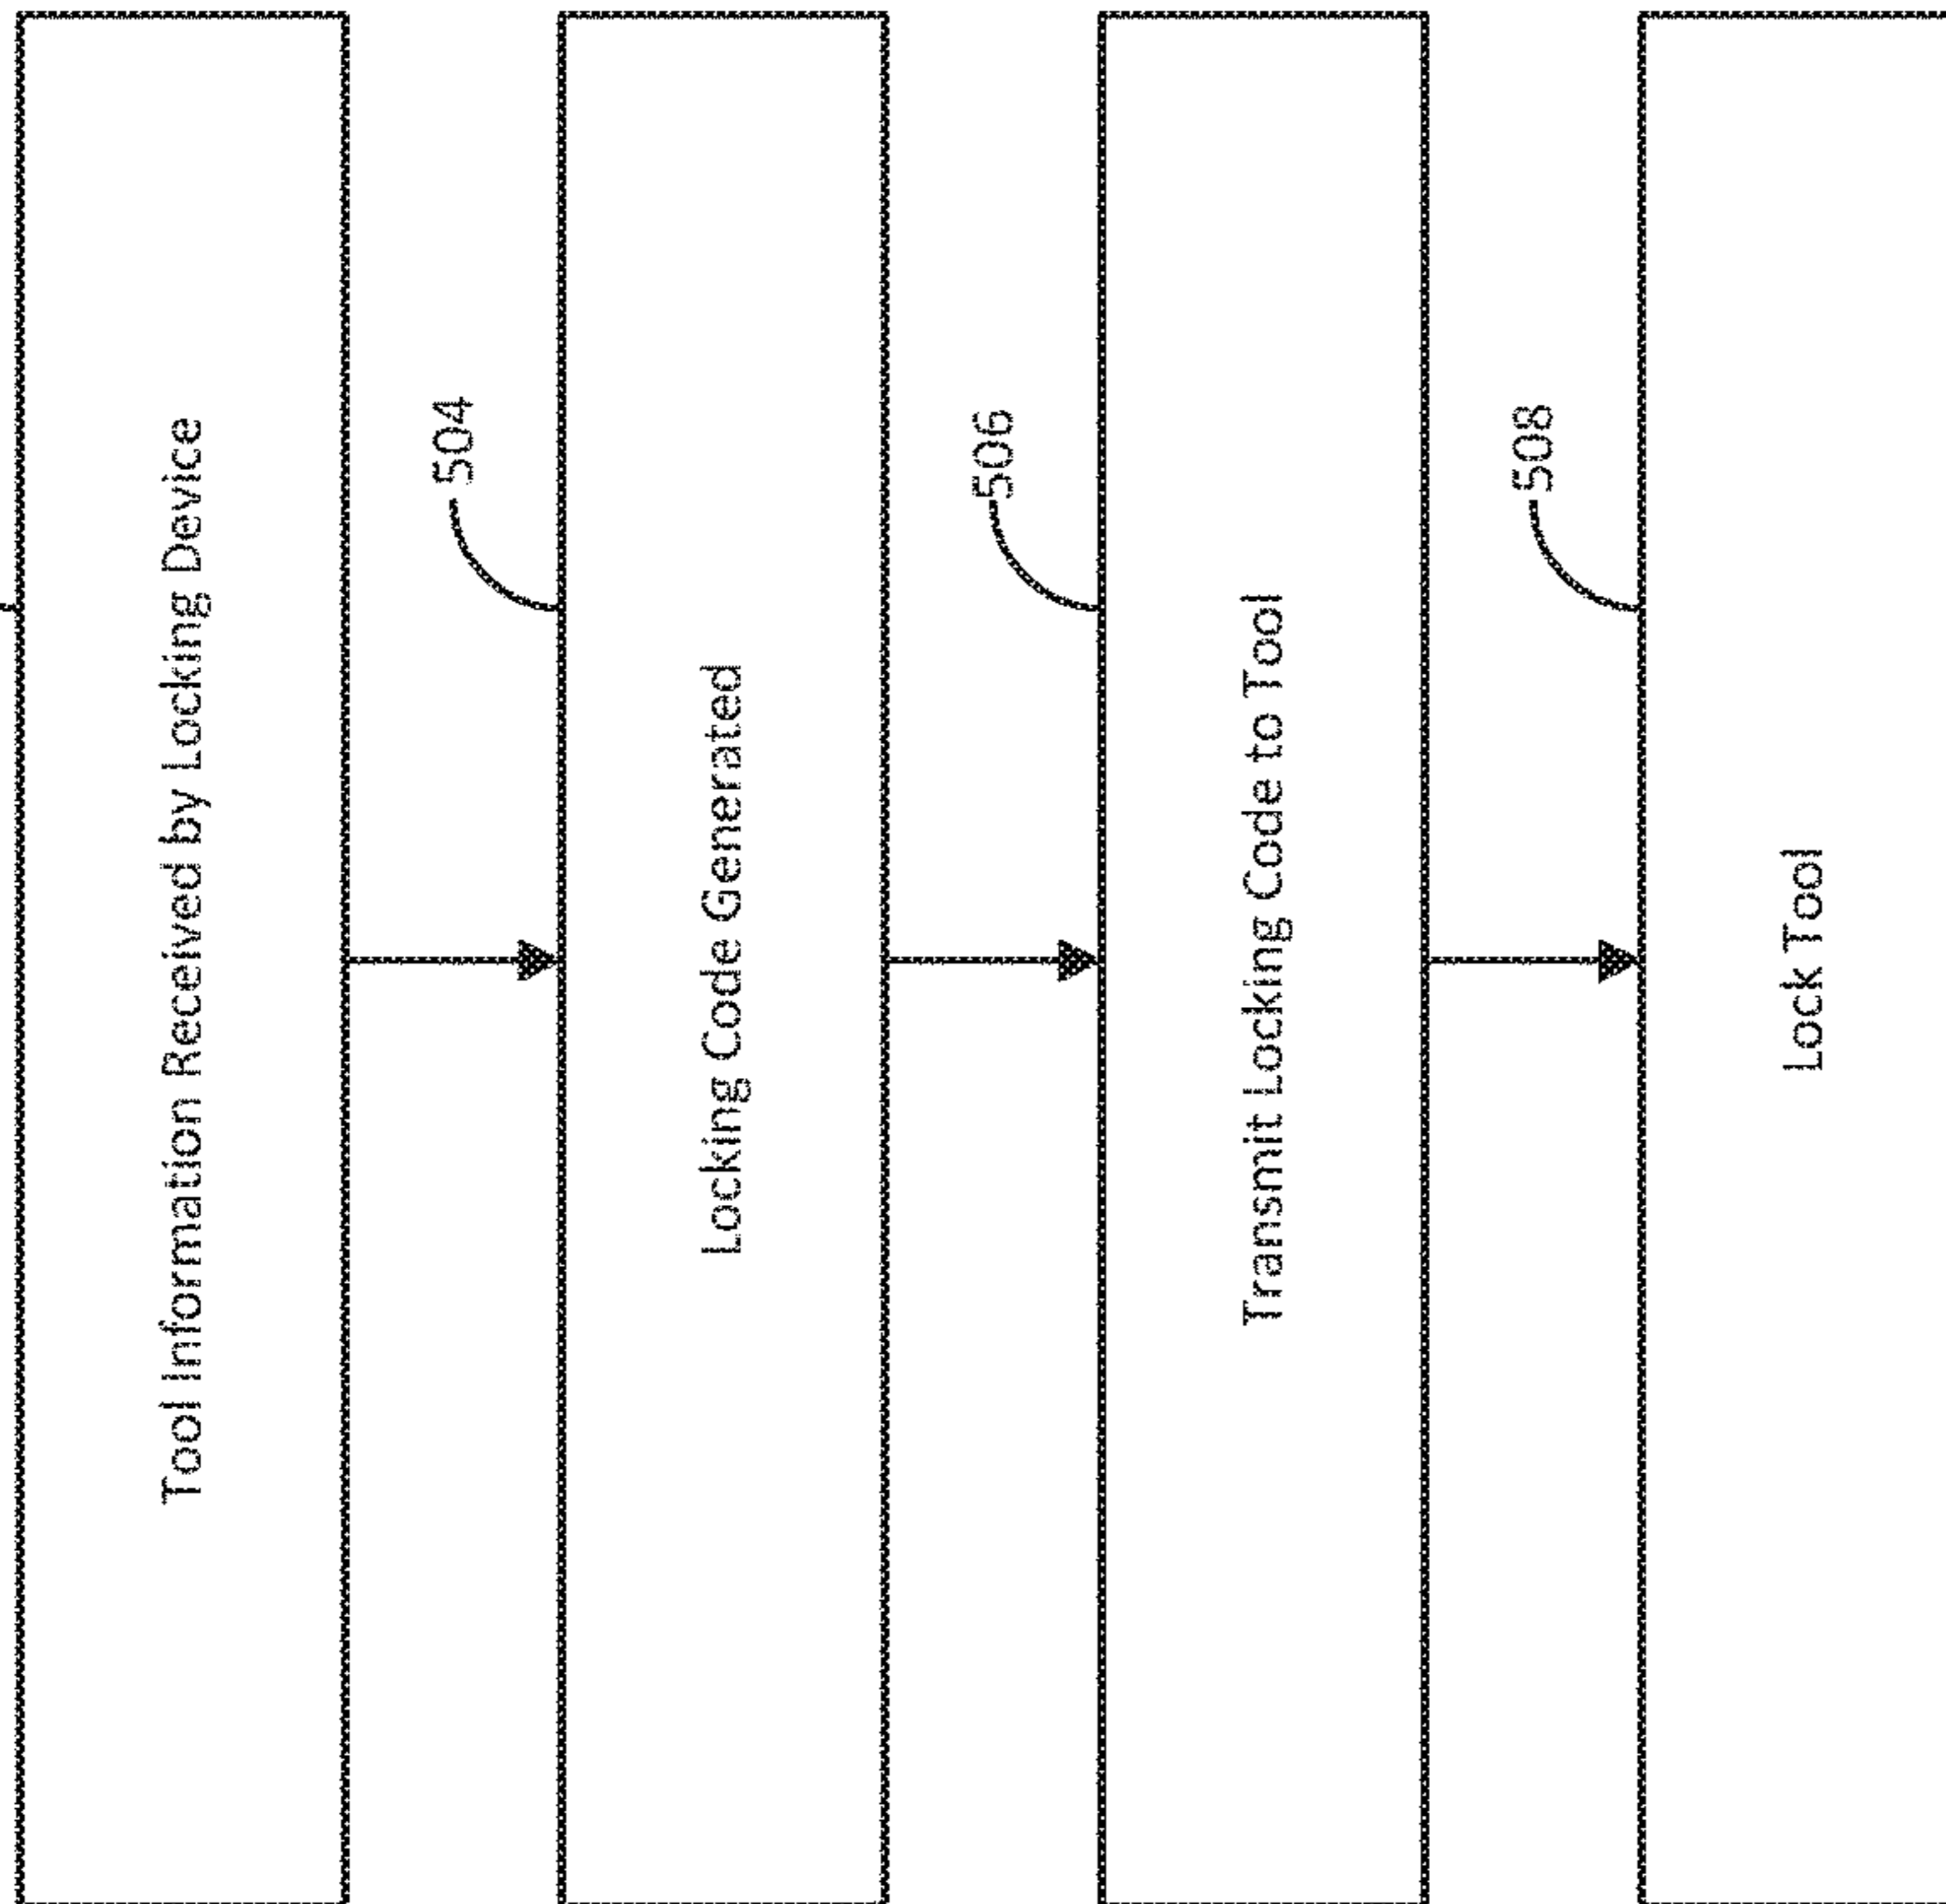 Tool Information Received by Locking Device
504
Locking Code Generated
506
Transmit Locking Code to Tool
508
Lock Tool